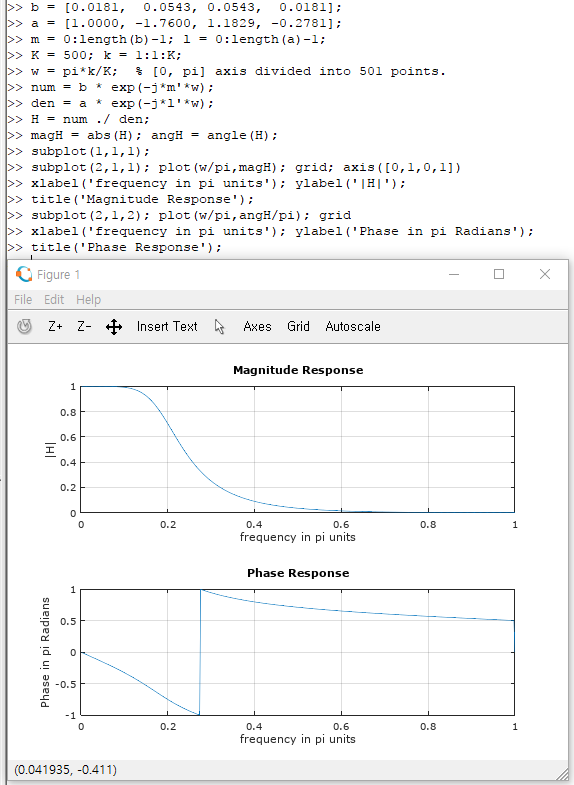 >> b = [0.0181,  0.0543, 0.0543,  0.0181];
>> a = [1.0000, -1.7600, 1.1829, -0.2781];
>> m = 0:length(b)-1; l = 0:length(a)-1;
>> K = 500; k = 1:1:K;
>> w = pi*k/K;  % [0, pi] axis divided into 501 points.
>> num = b * exp(-j*m'*w);
>> den = a * exp(-j*l'*w);
>> H = num ./ den;
>> magH = abs(H); angH = angle(H);
>> subplot(1,1,1);
>> subplot(2,1,1); plot(w/pi,magH); grid; axis([0,1,0,1])
>> xlabel('frequency in pi units'); ylabel('|H|');
>> title('Magnitude Response');
>> subplot(2,1,2); plot(w/pi,angH/pi); grid
>> xlabel('frequency in pi units'); ylabel('Phase in pi Radians');
>> title('Phase Response');
Figure 1
File Edit Help
Z+ Z- Insert Text Axes Grid Autoscale
Magnitude Response
1
0.8
0.6
0.4
0.2
0
|H|
0 0.2 0.4 0.6 0.8 1
frequency in pi units
Phase Response
1
0.5
0
-0.5
-1
Phase in pi Radians
0 0.2 0.4 0.6 0.8 1
frequency in pi units
(0.041935, -0.411)